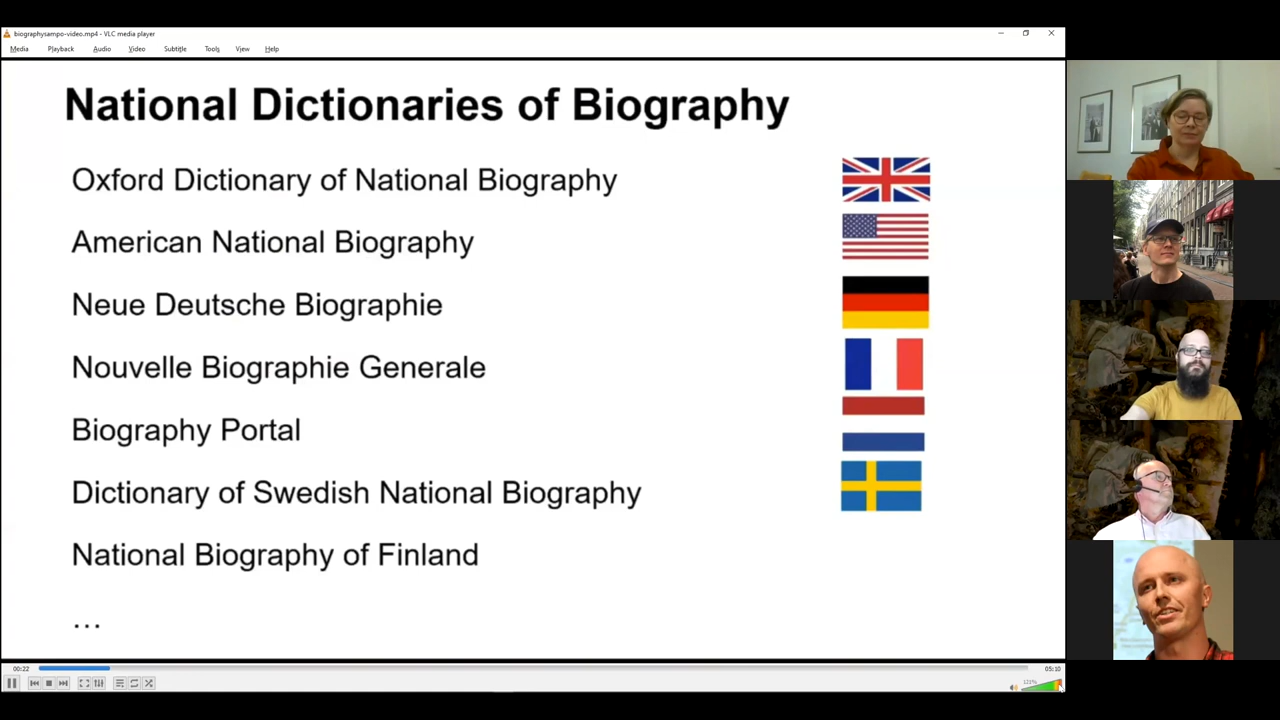 biographysampo-video.mp4 - VLC media player
Media Playback Audio Video Subtitle Tools View Help
National Dictionaries of Biography
Oxford Dictionary of National Biography
American National Biography
Neue Deutsche Biographie
Nouvelle Biographie Generale
Biography Portal
Dictionary of Swedish National Biography
National Biography of Finland
...
00:22
05:10
121%